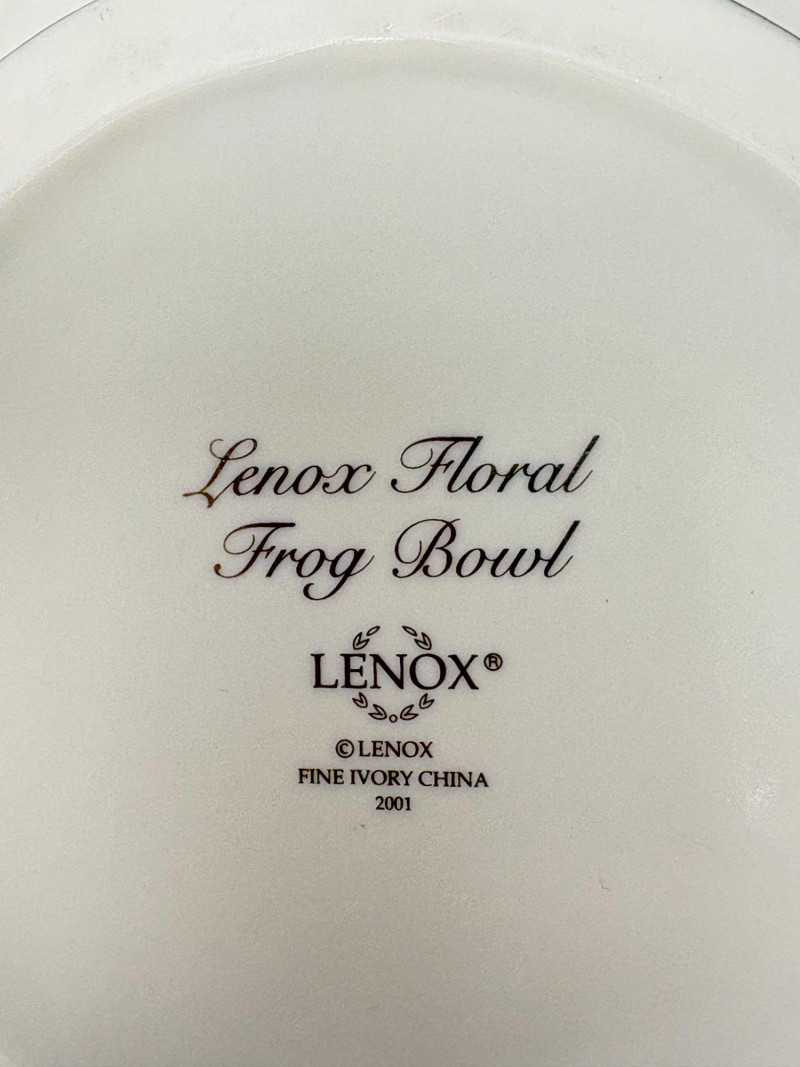 Lenox Floral
Frog Bowl
LENOX®
©LENOX
FINE IVORY CHINA
2001